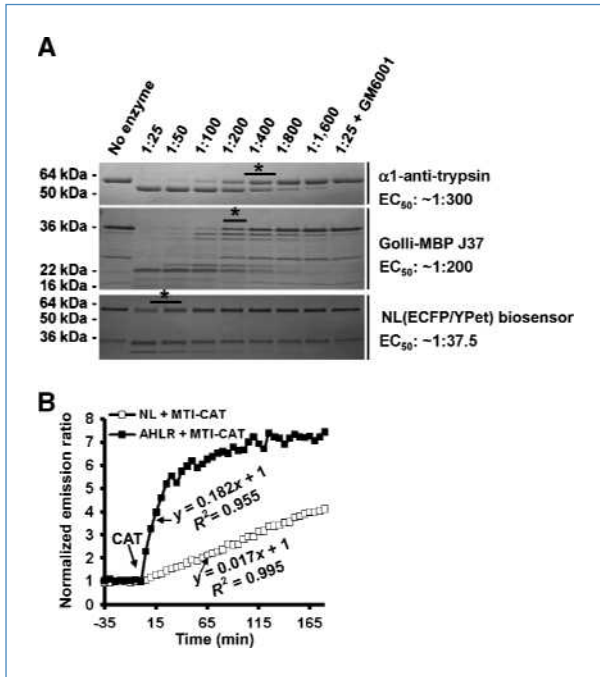 A
No enzyme 1:25 1:50 1:100 1:200 1:400 1:800 1:1,600 1:25 + GM6001
64 kDa -
50 kDa -
*
α1-anti-trypsin
EC50: ~1:300
36 kDa -
22 kDa -
16 kDa -
*
Golli-MBP J37
EC50: ~1:200
64 kDa -
50 kDa -
36 kDa -
*
NL(ECFP/YPet) biosensor
EC50: ~1:37.5
B
Normalized emission ratio
8
7
6
5
4
3
2
1
0
NL + MTI-CAT
AHLR + MTI-CAT
CAT
y = 0.182x + 1
R2 = 0.955
y = 0.017x + 1
R2 = 0.995
-35 15 65 115 165
Time (min)